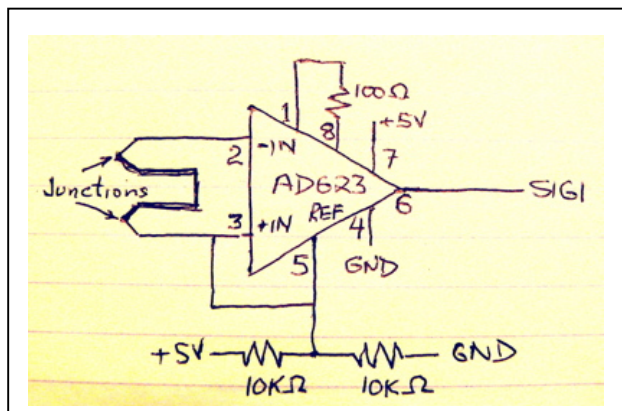 1
100Ω
8
+5V
7
2
-IN
AD623
6
SIG1
Junctions
3
+IN
REF
4
5
GND
+5V
GND
10KΩ
10KΩ